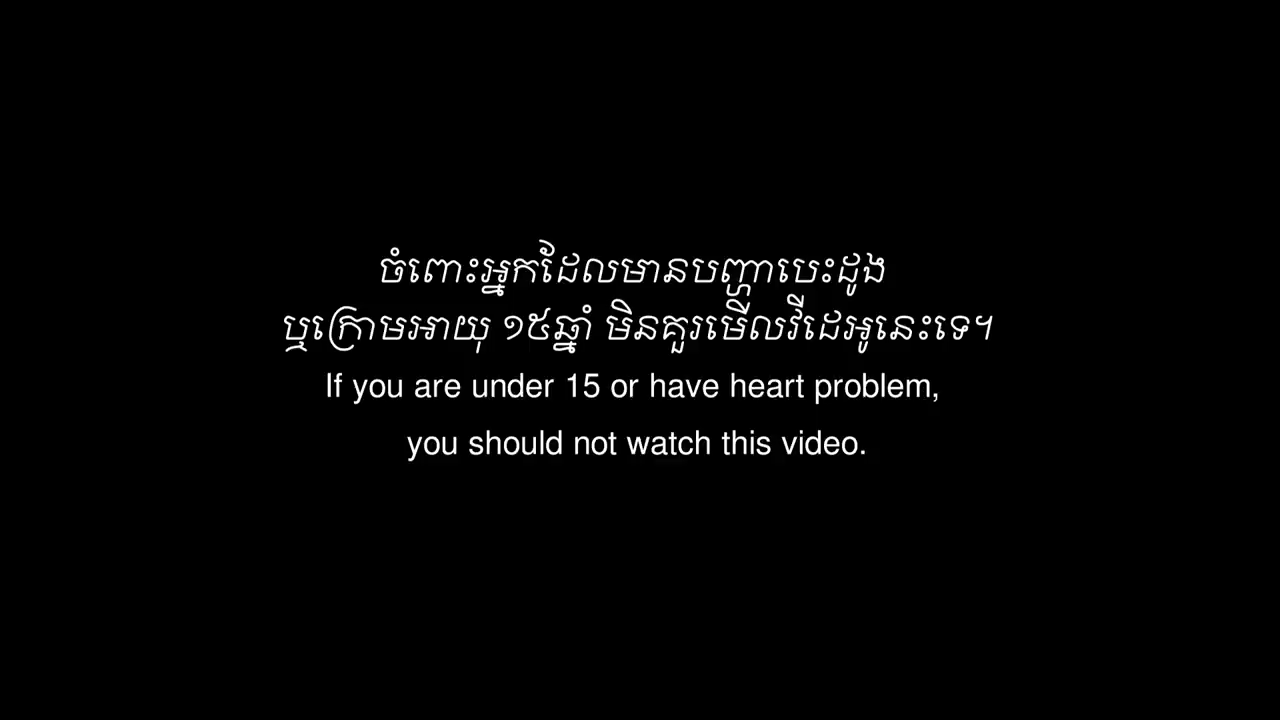 ចំពោះអ្នកដែលមានបញ្ហាបេះដូង
ឬក្រោមអាយុ ១៥ឆ្នាំ មិនគួរមើលវីដេអូនេះទេ។
If you are under 15 or have heart problem,
you should not watch this video.